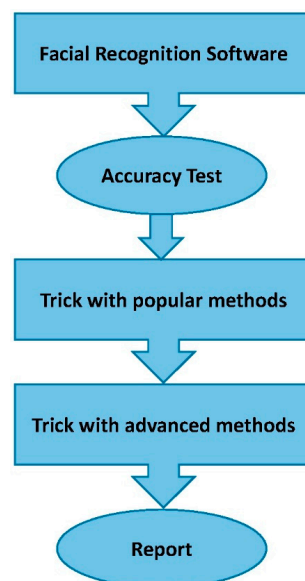 Facial Recognition Software
Accuracy Test
Trick with popular methods
Trick with advanced methods
Report